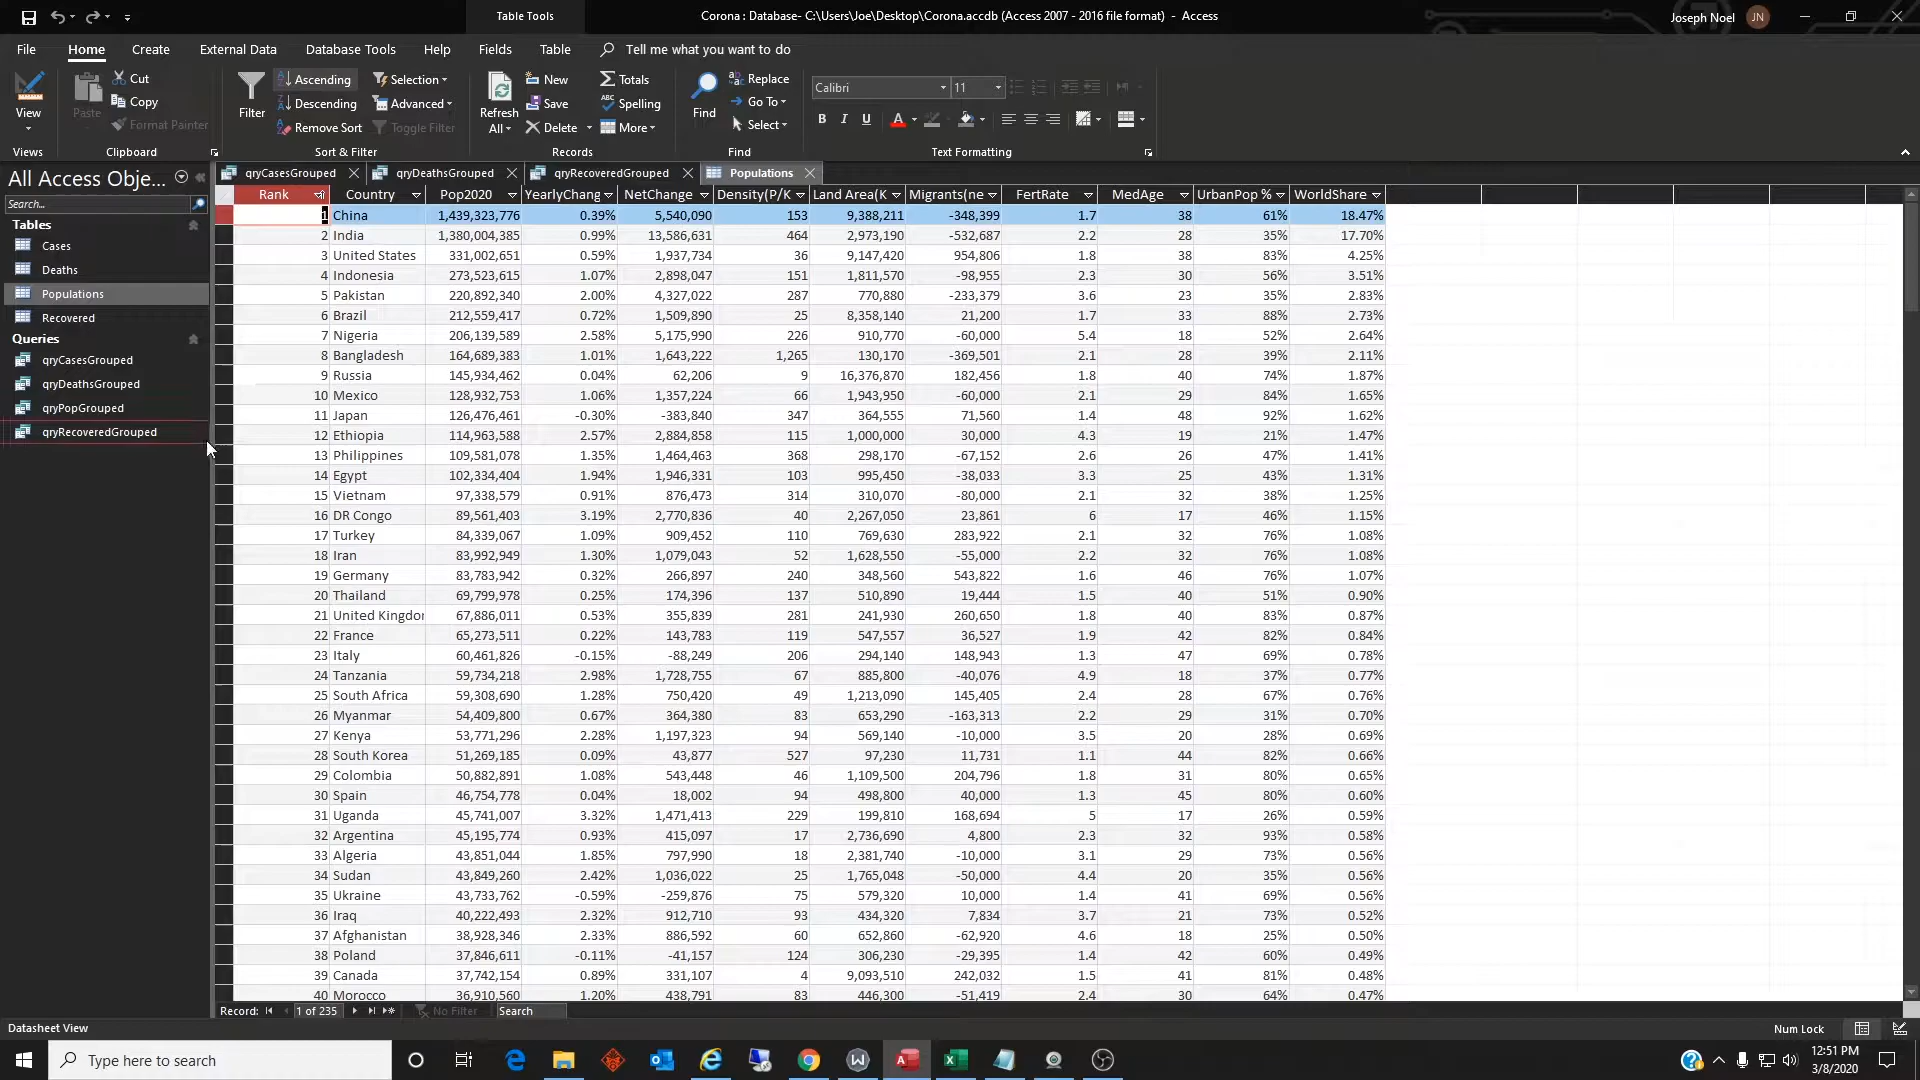 Table Tools
Corona : Database- C:\Users\Joe\Desktop\Corona.accdb (Access 2007 - 2016 file format) - Access
Joseph Noel JN
File Home Create External Data Database Tools Help Fields Table Tell me what you want to do
View
Views
Paste
Cut
Copy
Format Painter
Clipboard
Filter
Ascending
Descending
Remove Sort
Selection
Advanced
Toggle Filter
Sort & Filter
Refresh
All
New
Save
Delete
Totals
Spelling
More
Records
Find
Replace
Go To
Select
Find
Calibri 11
B I U A
Text Formatting
All Access Obje...
Search...
Tables
Cases
Deaths
Populations
Recovered
Queries
qryCasesGrouped
qryDeathsGrouped
qryPopGrouped
qryRecoveredGrouped
qryCasesGrouped qryDeathsGrouped qryRecoveredGrouped Populations
Rank Country Pop2020 YearlyChang NetChange Density(P/K Land Area(K Migrants(ne FertRate MedAge UrbanPop % WorldShare
1 China 1,439,323,776 0.39% 5,540,090 153 9,388,211 -348,399 1.7 38 61% 18.47%
2 India 1,380,004,385 0.99% 13,586,631 464 2,973,190 -532,687 2.2 28 35% 17.70%
3 United States 331,002,651 0.59% 1,937,734 36 9,147,420 954,806 1.8 38 83% 4.25%
4 Indonesia 273,523,615 1.07% 2,898,047 151 1,811,570 -98,955 2.3 30 56% 3.51%
5 Pakistan 220,892,340 2.00% 4,327,022 287 770,880 -233,379 3.6 23 35% 2.83%
6 Brazil 212,559,417 0.72% 1,509,890 25 8,358,140 21,200 1.7 33 88% 2.73%
7 Nigeria 206,139,589 2.58% 5,175,990 226 910,770 -60,000 5.4 18 52% 2.64%
8 Bangladesh 164,689,383 1.01% 1,643,222 1,265 130,170 -369,501 2.1 28 39% 2.11%
9 Russia 145,934,462 0.04% 62,206 9 16,376,870 182,456 1.8 40 74% 1.87%
10 Mexico 128,932,753 1.06% 1,357,224 66 1,943,950 -60,000 2.1 29 84% 1.65%
11 Japan 126,476,461 -0.30% -383,840 347 364,555 71,560 1.4 48 92% 1.62%
12 Ethiopia 114,963,588 2.57% 2,884,858 115 1,000,000 30,000 4.3 19 21% 1.47%
13 Philippines 109,581,078 1.35% 1,464,463 368 298,170 -67,152 2.6 26 47% 1.41%
14 Egypt 102,334,404 1.94% 1,946,331 103 995,450 -38,033 3.3 25 43% 1.31%
15 Vietnam 97,338,579 0.91% 876,473 314 310,070 -80,000 2.1 32 38% 1.25%
16 DR Congo 89,561,403 3.19% 2,770,836 40 2,267,050 23,861 6 17 46% 1.15%
17 Turkey 84,339,067 1.09% 909,452 110 769,630 283,922 2.1 32 76% 1.08%
18 Iran 83,992,949 1.30% 1,079,043 52 1,628,550 -55,000 2.2 32 76% 1.08%
19 Germany 83,783,942 0.32% 266,897 240 348,560 543,822 1.6 46 76% 1.07%
20 Thailand 69,799,978 0.25% 174,396 137 510,890 19,444 1.5 40 51% 0.90%
21 United Kingdor 67,886,011 0.53% 355,839 281 241,930 260,650 1.8 40 83% 0.87%
22 France 65,273,511 0.22% 143,783 119 547,557 36,527 1.9 42 82% 0.84%
23 Italy 60,461,826 -0.15% -88,249 206 294,140 148,943 1.3 47 69% 0.78%
24 Tanzania 59,734,218 2.98% 1,728,755 67 885,800 -40,076 4.9 18 37% 0.77%
25 South Africa 59,308,690 1.28% 750,420 49 1,213,090 145,405 2.4 28 67% 0.76%
26 Myanmar 54,409,800 0.67% 364,380 83 653,290 -163,313 2.2 29 31% 0.70%
27 Kenya 53,771,296 2.28% 1,197,323 94 569,140 -10,000 3.5 20 28% 0.69%
28 South Korea 51,269,185 0.09% 43,877 527 97,230 11,731 1.1 44 82% 0.66%
29 Colombia 50,882,891 1.08% 543,448 46 1,109,500 204,796 1.8 31 80% 0.65%
30 Spain 46,754,778 0.04% 18,002 94 498,800 40,000 1.3 45 80% 0.60%
31 Uganda 45,741,007 3.32% 1,471,413 229 199,810 168,694 5 17 26% 0.59%
32 Argentina 45,195,774 0.93% 415,097 17 2,736,690 4,800 2.3 32 93% 0.58%
33 Algeria 43,851,044 1.85% 797,990 18 2,381,740 -10,000 3.1 29 73% 0.56%
34 Sudan 43,849,260 2.42% 1,036,022 25 1,765,048 -50,000 4.4 20 35% 0.56%
35 Ukraine 43,733,762 -0.59% -259,876 75 579,320 10,000 1.4 41 69% 0.56%
36 Iraq 40,222,493 2.32% 912,710 93 434,320 7,834 3.7 21 73% 0.52%
37 Afghanistan 38,928,346 2.33% 886,592 60 652,860 -62,920 4.6 18 25% 0.50%
38 Poland 37,846,611 -0.11% -41,157 124 306,230 -29,395 1.4 42 60% 0.49%
39 Canada 37,742,154 0.89% 331,107 4 9,093,510 242,032 1.5 41 81% 0.48%
40 Morocco 36,910,560 1.20% 438,791 83 446,300 -51,419 2.4 30 64% 0.47%
Record: 1 of 235 No Filter Search
Datasheet View Num Lock
Type here to search
12:51 PM
3/8/2020